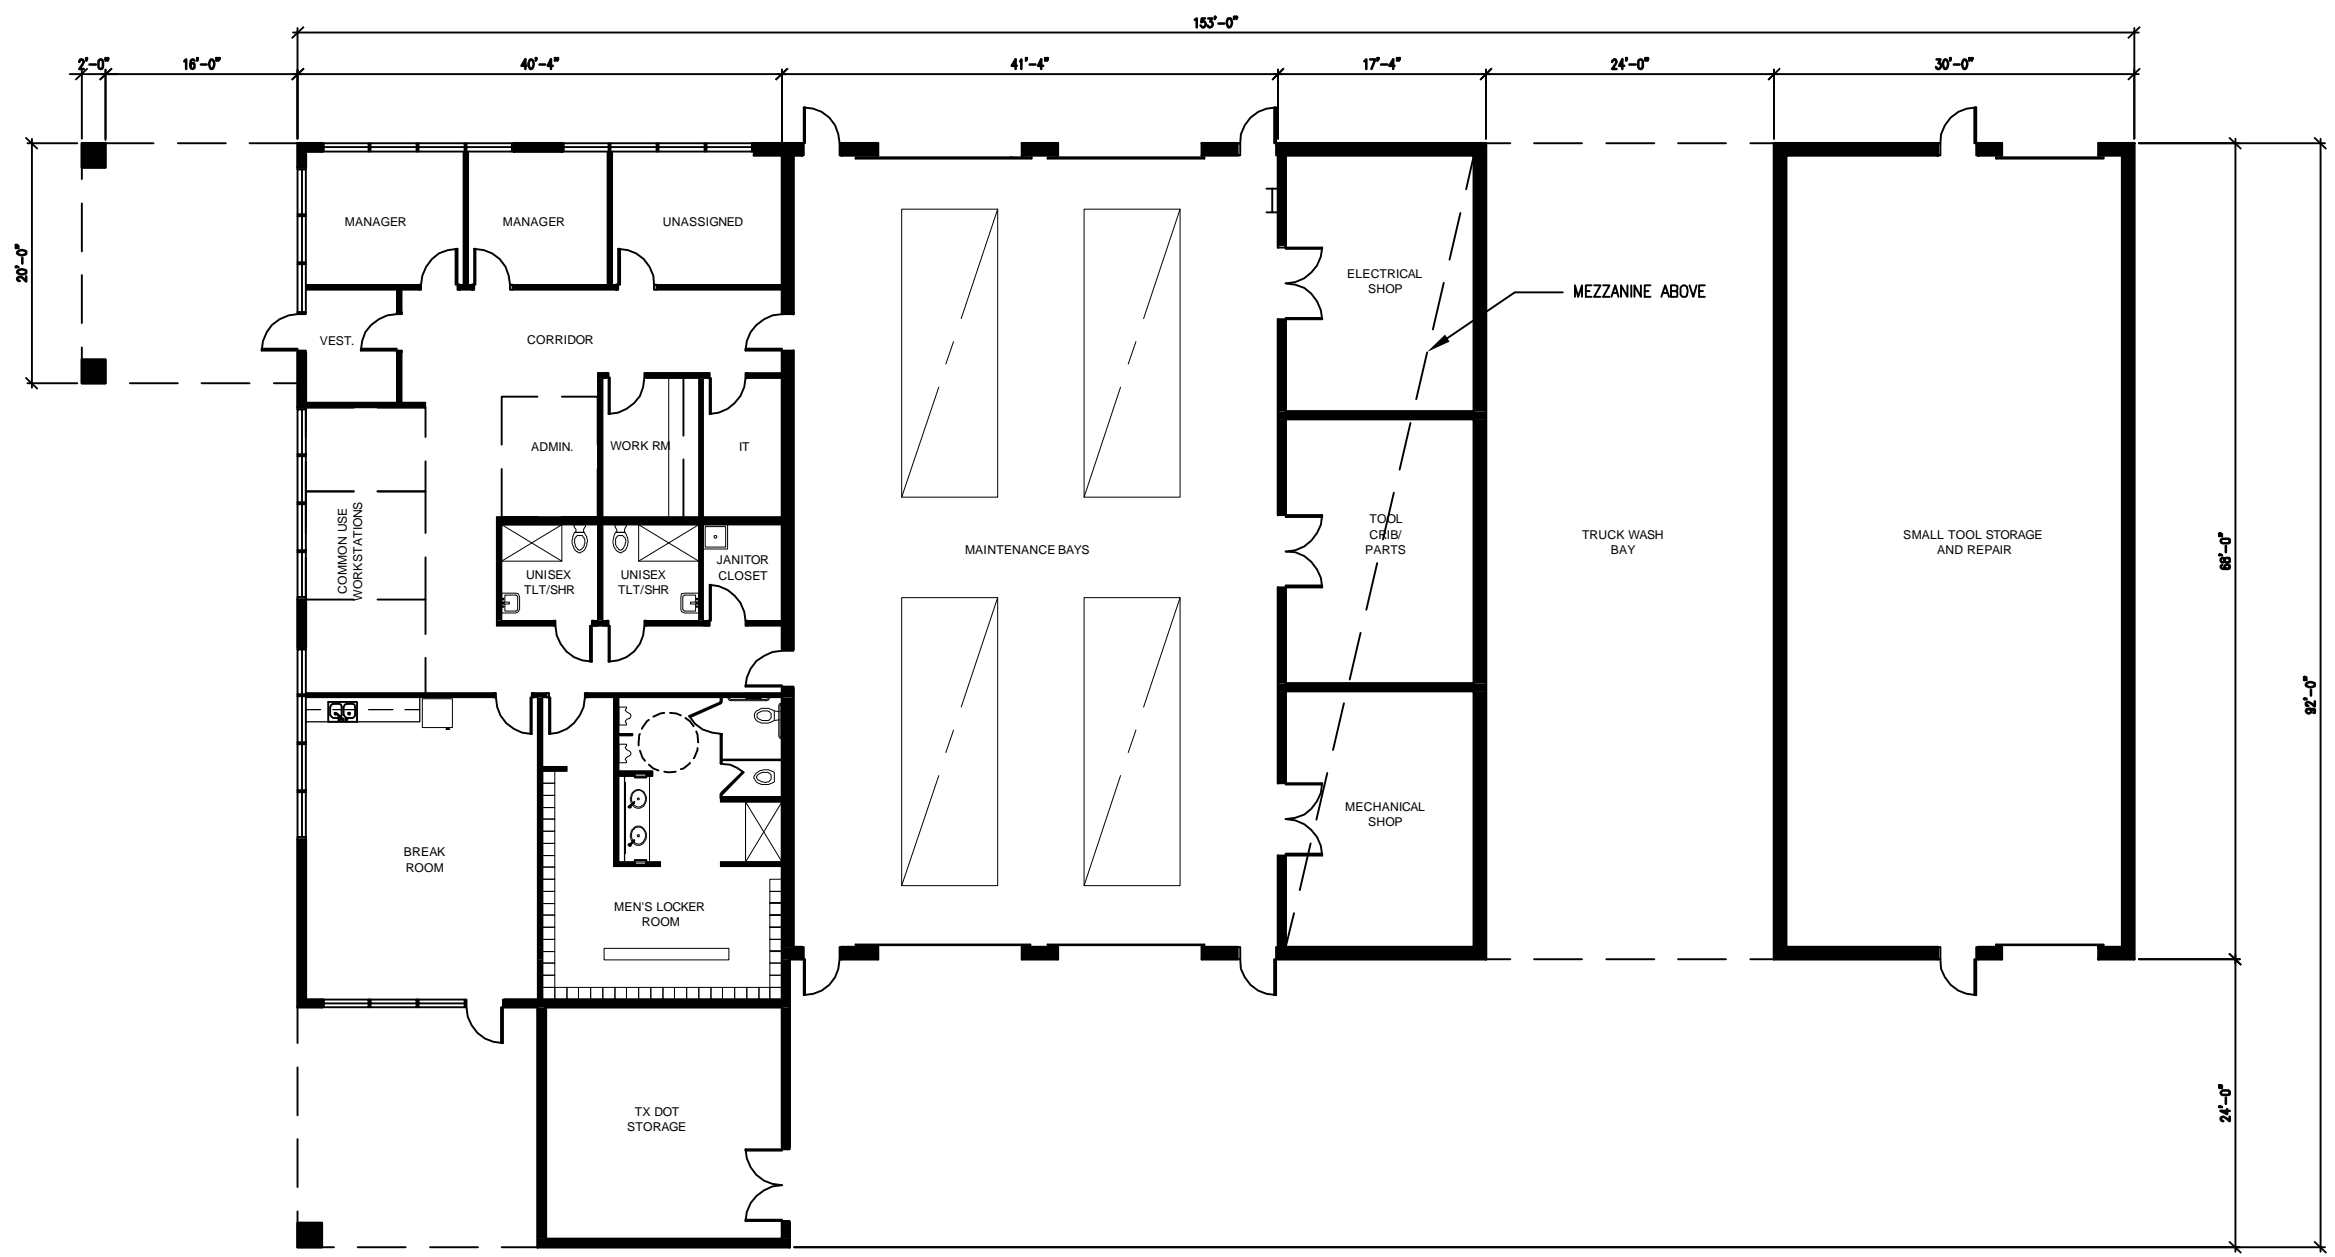 153'-0"
2'-0"
16'-0"
40'-4"
41'-4"
17'-4"
24'-0"
30'-0"
20'-0"
MANAGER
MANAGER
UNASSIGNED
ELECTRICAL
SHOP
MEZZANINE ABOVE
VEST.
CORRIDOR
ADMIN.
WORK RM
IT
COMMON USE
WORKSTATIONS
UNISEX
TLT/SHR
UNISEX
TLT/SHR
JANITOR
CLOSET
MAINTENANCE BAYS
TOOL
CRIB/
PARTS
TRUCK WASH
BAY
SMALL TOOL STORAGE
AND REPAIR
68'-0"
92'-0"
MECHANICAL
SHOP
BREAK
ROOM
MEN'S LOCKER
ROOM
TX DOT
STORAGE
24'-0"